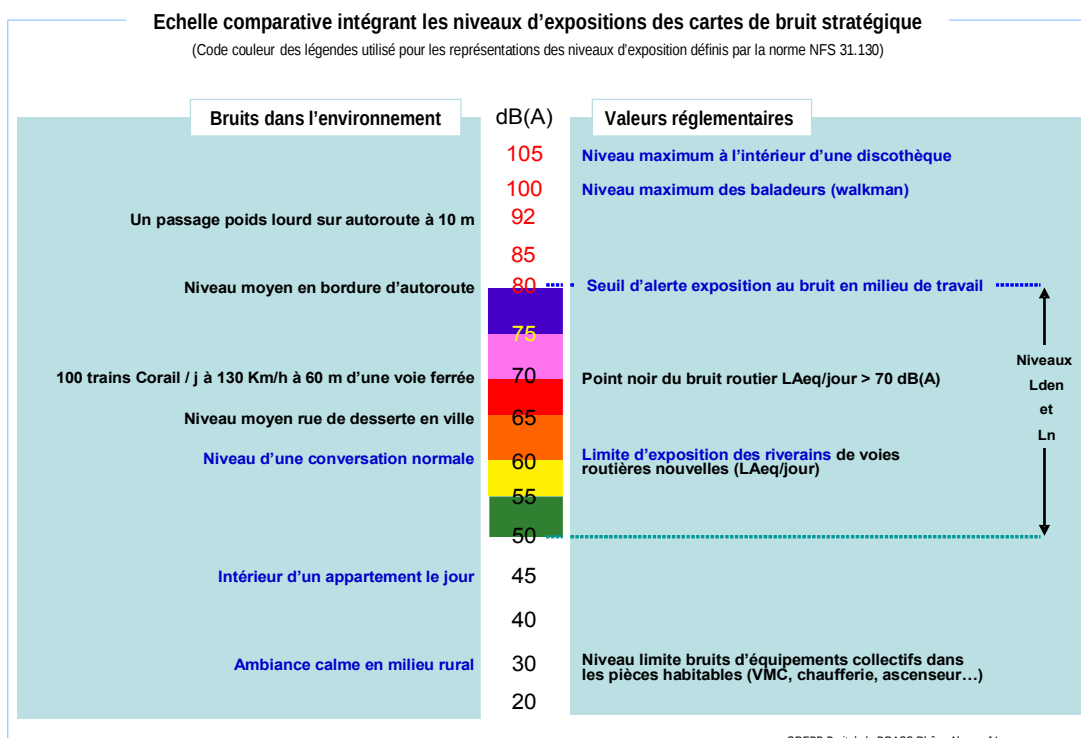 Echelle comparative intégrant les niveaux d'expositions des cartes de bruit stratégique
(Code couleur des légendes utilisé pour les représentations des niveaux d'exposition définis par la norme NFS 31.130)
Bruits dans l'environnement
dB(A)
Valeurs réglementaires
105
Niveau maximum à l'intérieur d'une discothèque
100
Niveau maximum des baladeurs (walkman)
Un passage poids lourd sur autoroute à 10 m
92
85
Niveau moyen en bordure d'autoroute
80
Seuil d'alerte exposition au bruit en milieu de travail
75
100 trains Corail / j à 130 Km/h à 60 m d'une voie ferrée
70
Point noir du bruit routier LAeq/jour > 70 dB(A)
Niveaux
Lden
et
Ln
Niveau moyen rue de desserte en ville
65
Niveau d'une conversation normale
60
Limite d'exposition des riverains de voies
routières nouvelles (LAeq/jour)
55
50
Intérieur d'un appartement le jour
45
40
Ambiance calme en milieu rural
30
Niveau limite bruits d'équipements collectifs dans
les pièces habitables (VMC, chaufferie, ascenseur…)
20